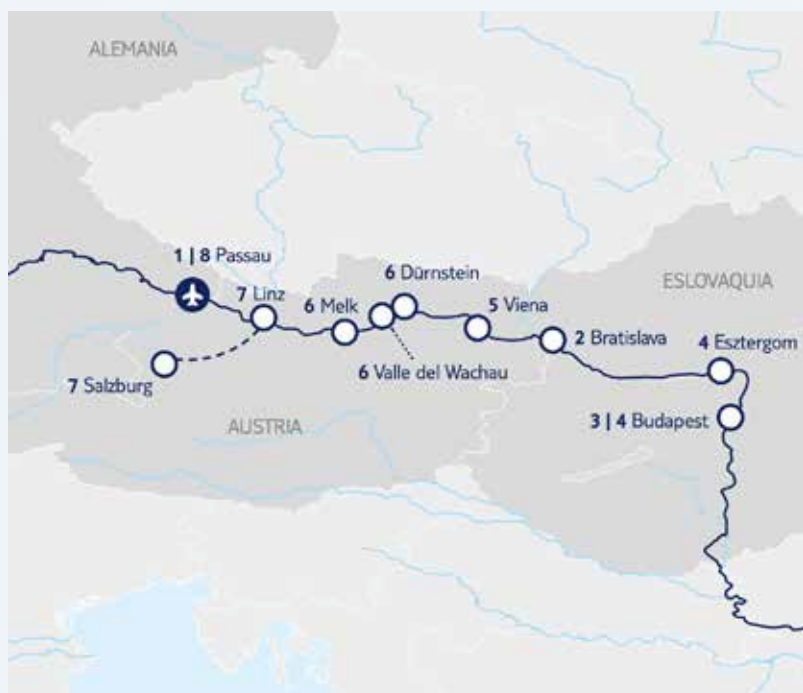 ALEMANIA
1 | 8 Passau
7 Linz
6 Melk
6 Dürnstein
5 Viena
ESLOVAQUIA
2 Bratislava
4 Esztergom
7 Salzburg
6 Valle del Wachau
3 | 4 Budapest
AUSTRIA